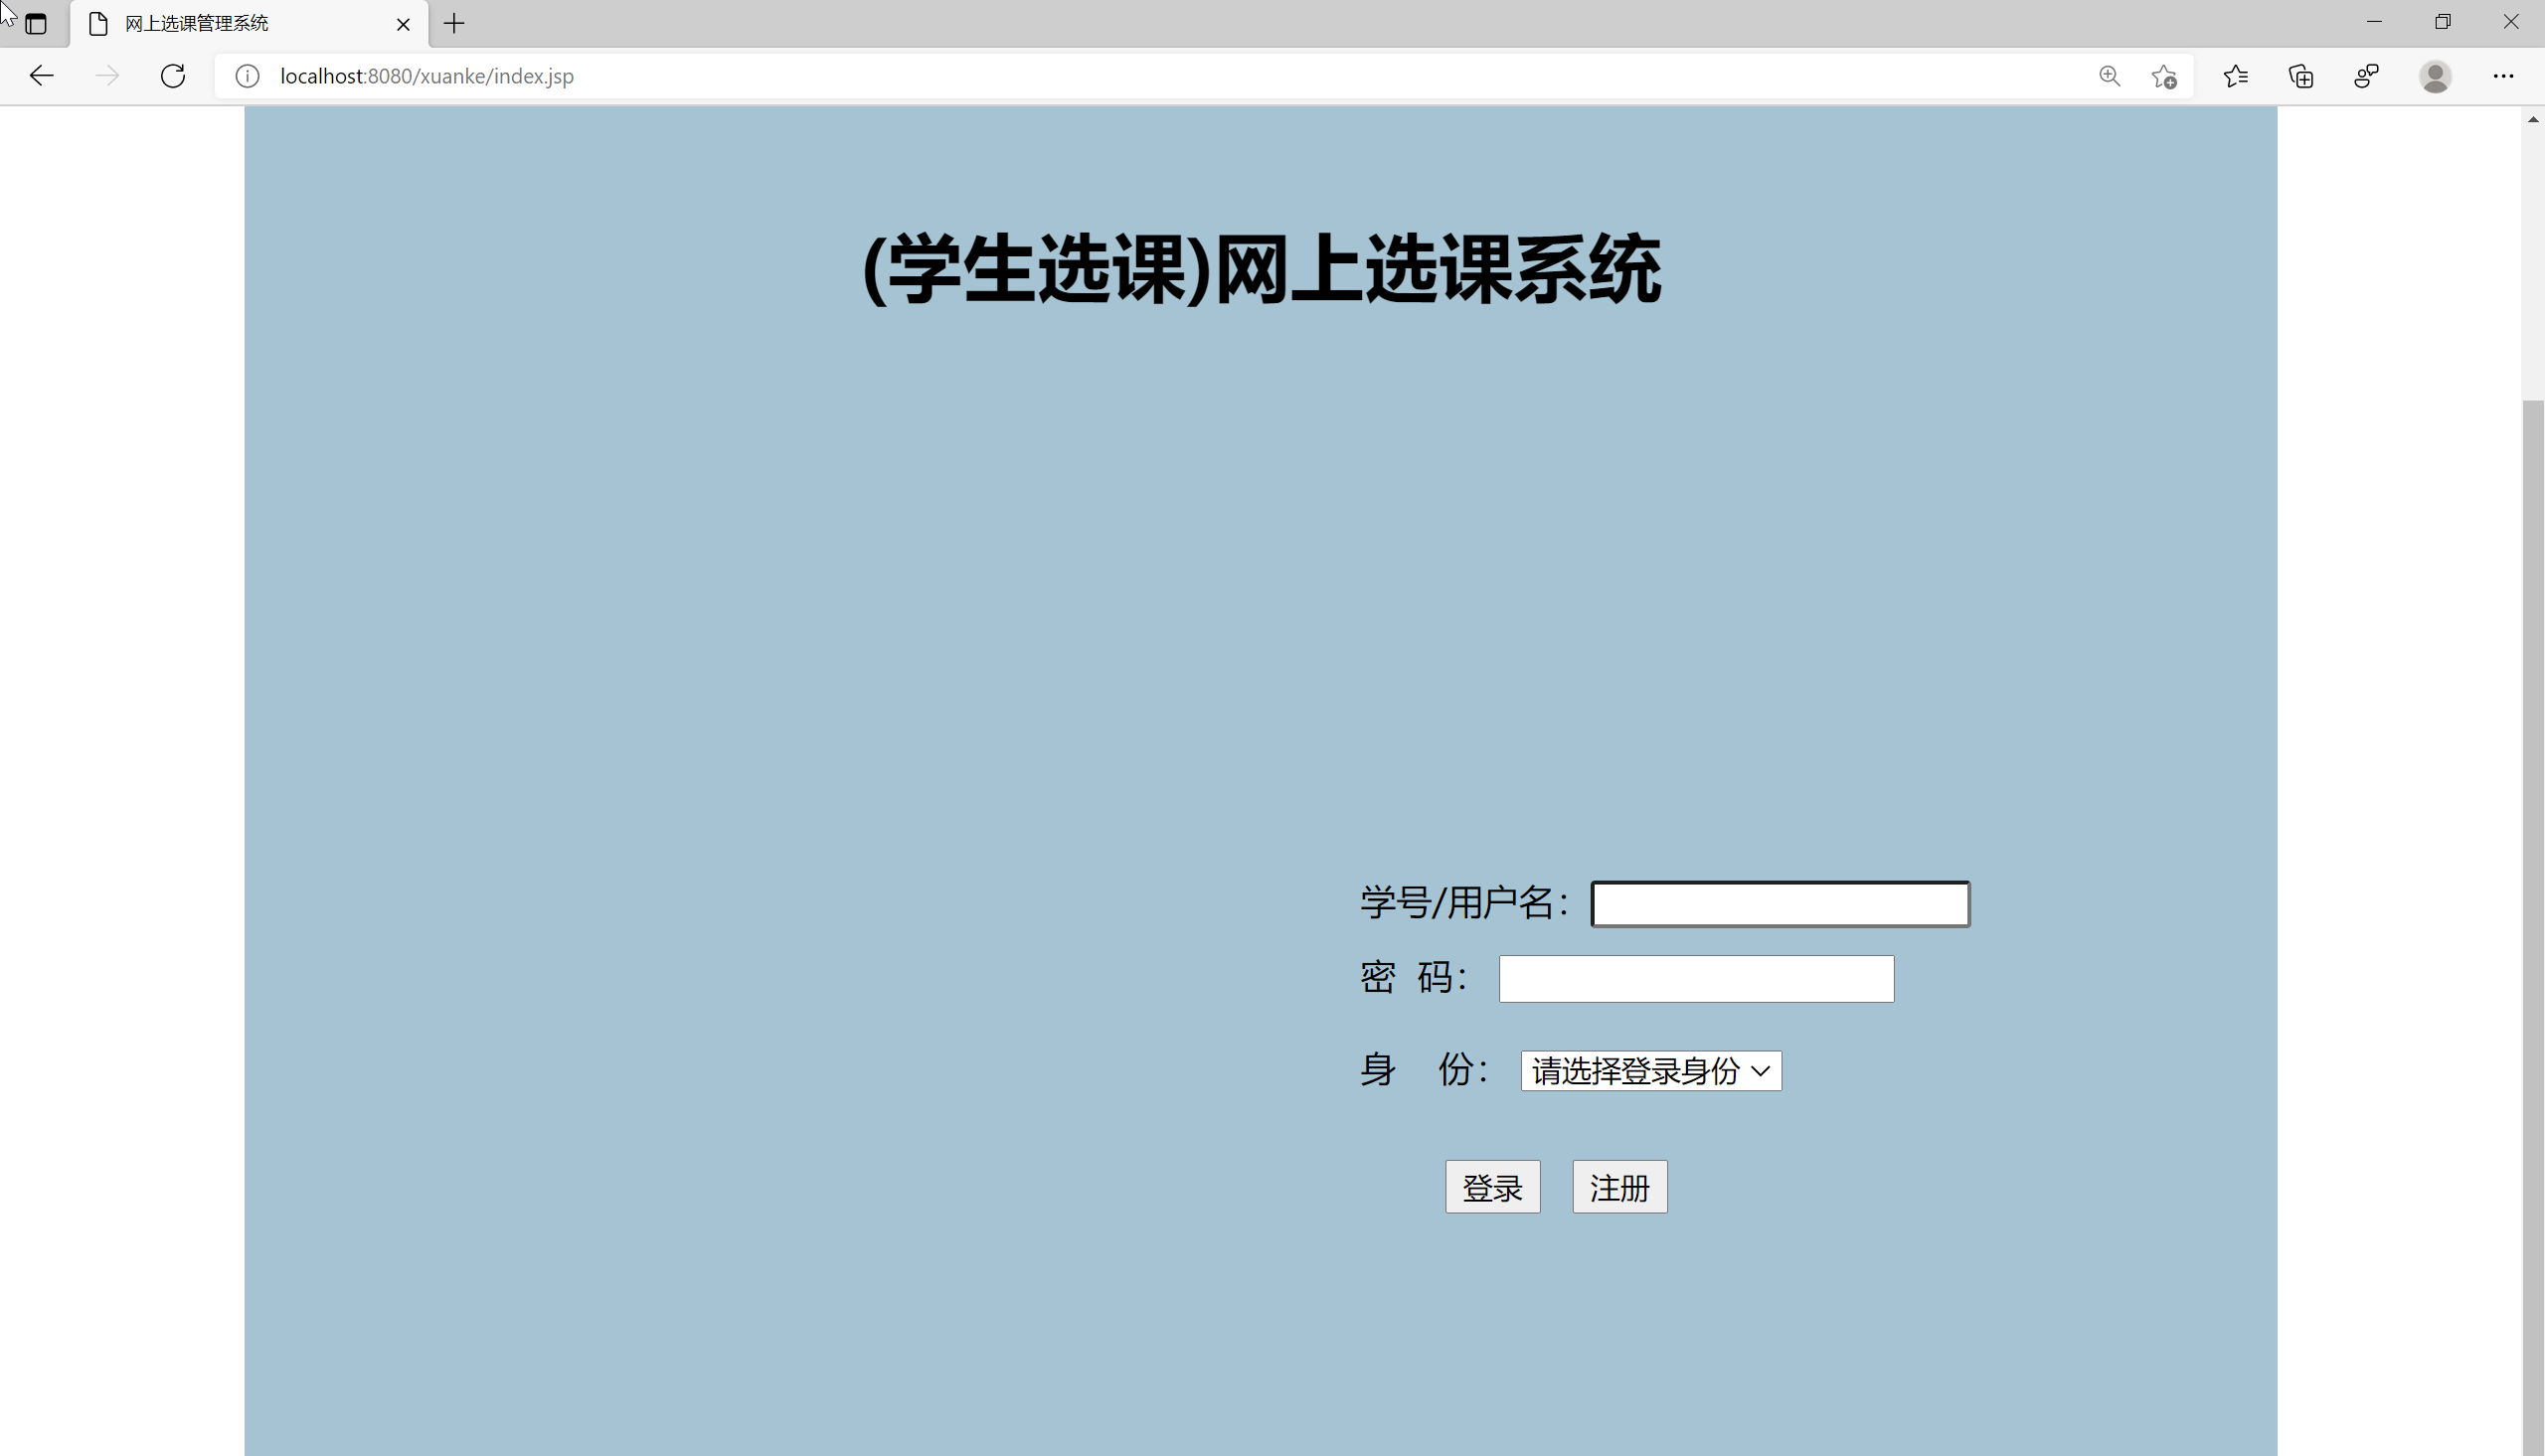 网上选课管理系统
localhost:8080/xuanke/index.jsp
(学生选课)网上选课系统
学号/用户名：
密 码：
身 份： 请选择登录身份
登录 注册